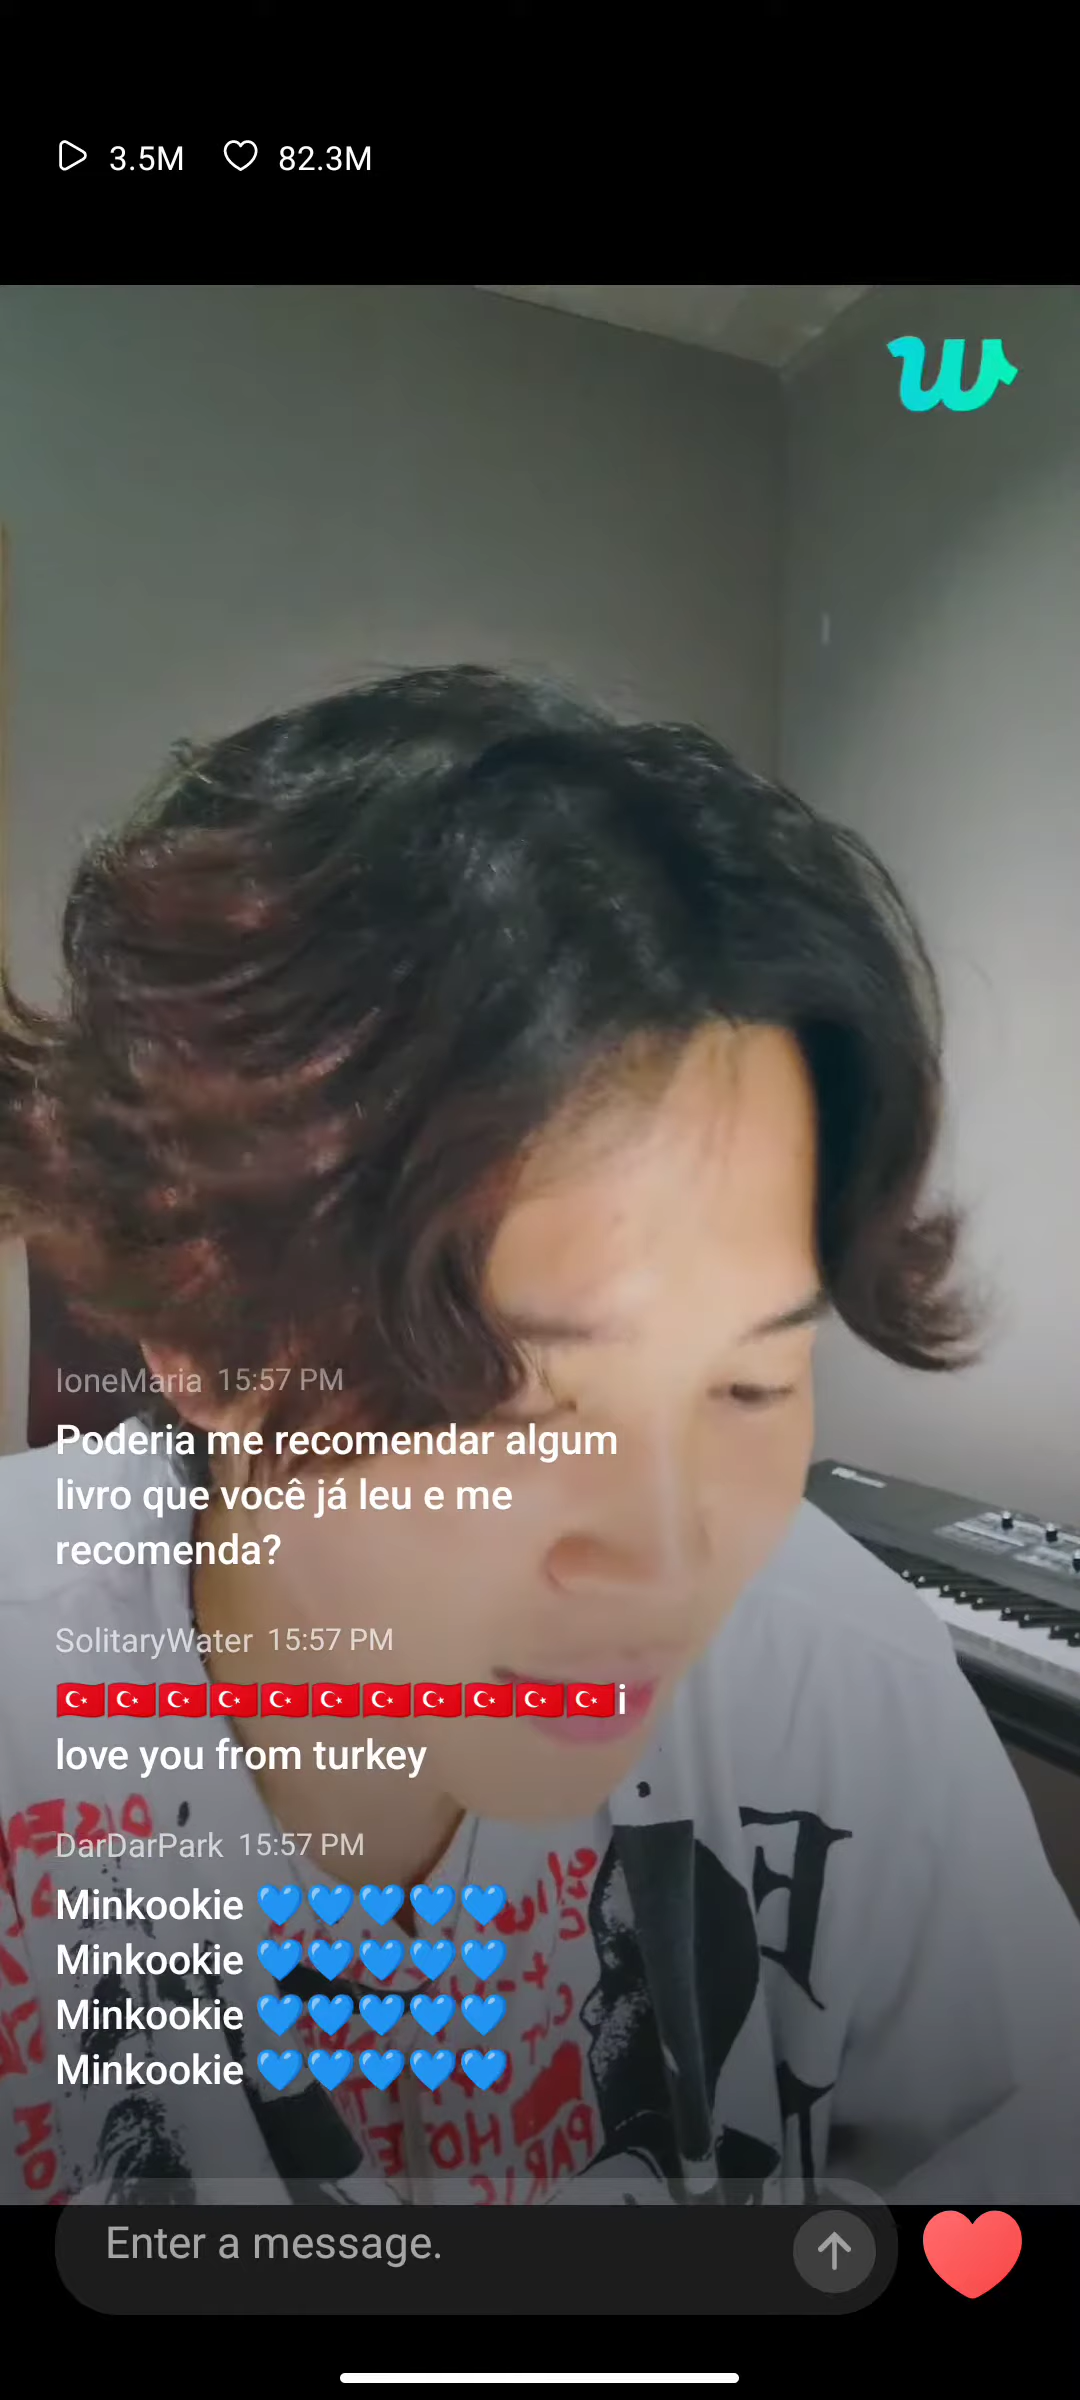 3.5M 82.3M
w
IoneMaria 15:57 PM
Poderia me recomendar algum
livro que você já leu e me
recomenda?
SolitaryWater 15:57 PM
🇹🇷🇹🇷🇹🇷🇹🇷🇹🇷🇹🇷🇹🇷🇹🇷🇹🇷🇹🇷🇹🇷i
love you from turkey
DarDarPark 15:57 PM
Minkookie 💙💙💙💙💙
Minkookie 💙💙💙💙💙
Minkookie 💙💙💙💙💙
Minkookie 💙💙💙💙💙
Enter a message.